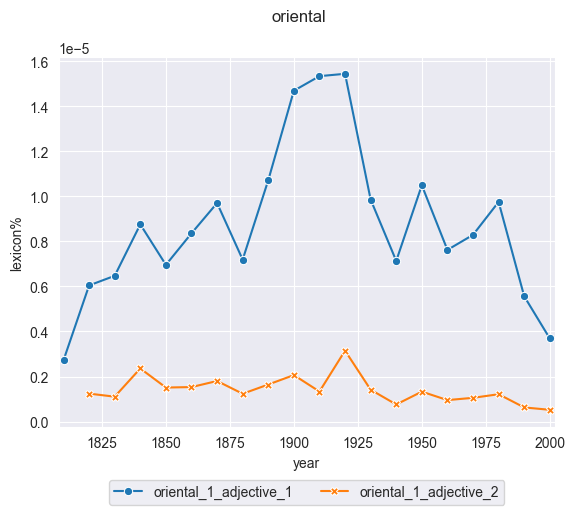 oriental
1e−5
1.6
1.4
1.2
1.0
0.8
0.6
0.4
0.2
0.0
lexicon%
1825 1850 1875 1900 1925 1950 1975 2000
year
oriental_1_adjective_1 oriental_1_adjective_2